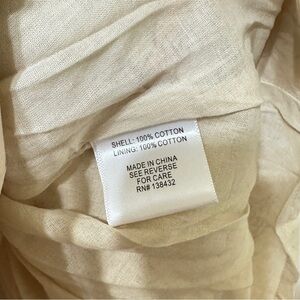 SHELL: 100% COTTON
LINING: 100% COTTON
MADE IN CHINA
SEE REVERSE
FOR CARE
RN# 138432